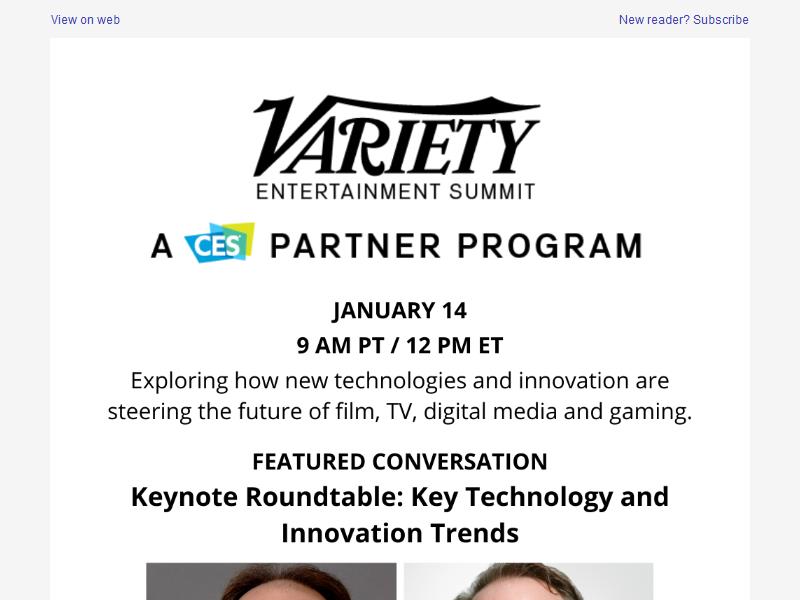 View on web
New reader? Subscribe
VARIETY
ENTERTAINMENT SUMMIT
A CES PARTNER PROGRAM
JANUARY 14
9 AM PT / 12 PM ET
Exploring how new technologies and innovation are
steering the future of film, TV, digital media and gaming.
FEATURED CONVERSATION
Keynote Roundtable: Key Technology and
Innovation Trends